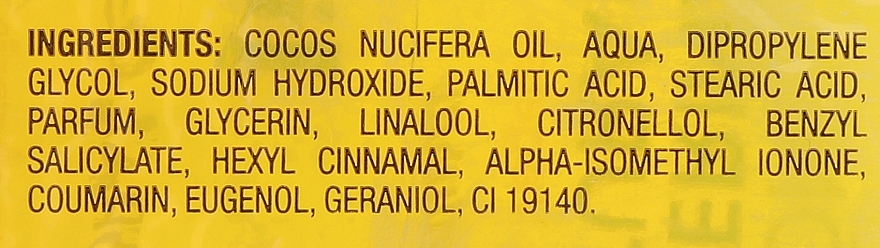 INGREDIENTS: COCOS NUCIFERA OIL, AQUA, DIPROPYLENE
GLYCOL, SODIUM HYDROXIDE, PALMITIC ACID, STEARIC ACID,
PARFUM, GLYCERIN, LINALOOL, CITRONELLOL, BENZYL
SALICYLATE, HEXYL CINNAMAL, ALPHA-ISOMETHYL IONONE,
COUMARIN, EUGENOL, GERANIOL, CI 19140.